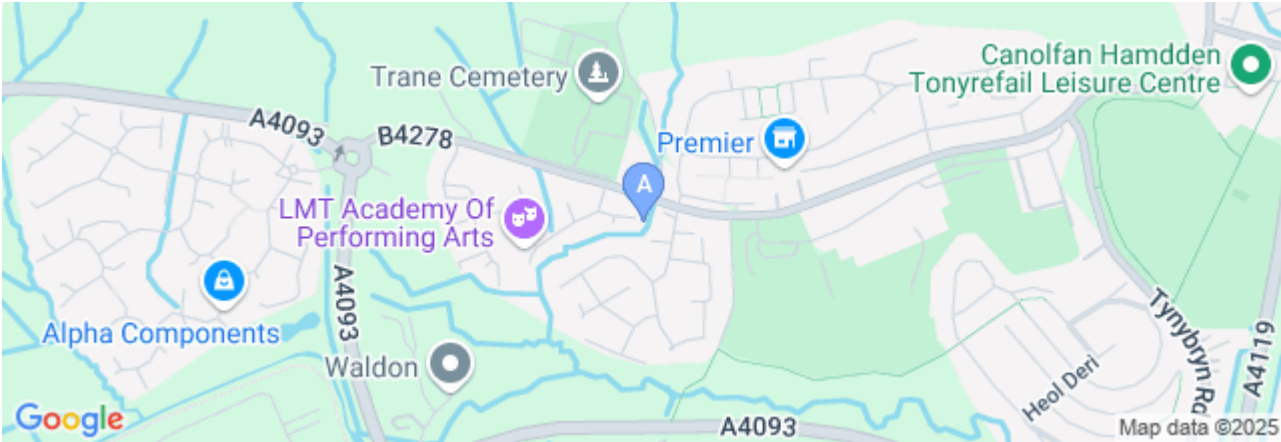 Canolfan Hamdden
Tonyrefail Leisure Centre
Trane Cemetery
A4093
B4278
Premier
A
LMT Academy Of
Performing Arts
A4093
Alpha Components
Waldon
Tynybryn Rd
A4119
Heol Deri
Google
A4093
Map data ©2025